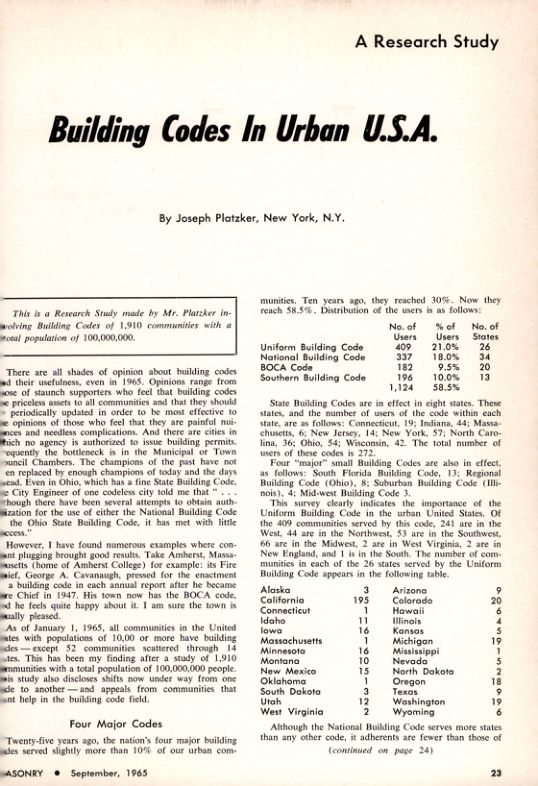 A Research Study
Building Codes In Urban U.S.A.
By Joseph Platzker, New York, N.Y.
This is a Research Study made by Mr. Platzker in-
volving Building Codes of 1,910 communities with a
total population of 100,000,000.
There are all shades of opinion about building codes
their usefulness, even in 1965. Opinions range from
of staunch supporters who feel that building codes
priceless assets to all communities and that they should
periodically updated in order to be most effective to
opinions of those who feel that they are painful nui-
and needless complications. And there are cities in
no agency is authorized to issue building permits.
the bottleneck is in the Municipal or Town
Chambers. The champions of the past have not
en replaced by enough champions of today and the days
Even in Ohio, which has a fine State Building Code,
City Engineer of one codeless city told me that " . . .
there have been several attempts to obtain auth-
for the use of either the National Building Code
the Ohio State Building Code, it has met with little
However, I have found numerous examples where con-
plugging brought good results. Take Amherst, Massa-
(home of Amherst College) for example: its Fire
George A. Cavanaugh, pressed for the enactment
a building code in each annual report after he became
Chief in 1947. His town now has the BOCA code,
he feels quite happy about it. I am sure the town is
pleased.
As of January 1, 1965, all communities in the United
with populations of 10,00 or more have building
— except 52 communities scattered through 14
This has been my finding after a study of 1,910
with a total population of 100,000,000 people.
study also discloses shifts now under way from one
to another — and appeals from communities that
help in the building code field.
Four Major Codes
Twenty-five years ago, the nation's four major building
served slightly more than 10% of our urban com-
munities. Ten years ago, they reached 30%. Now they
reach 58.5%. Distribution of the users is as follows:
No. of % of No. of
Users Users States
Uniform Building Code 409 21.0% 26
National Building Code 337 18.0% 34
BOCA Code 182 9.5% 20
Southern Building Code 196 10.0% 13
1,124 58.5%
State Building Codes are in effect in eight states. These
states, and the number of users of the code within each
state, are as follows: Connecticut, 19; Indiana, 44; Massa-
chusetts, 6; New Jersey, 14; New York, 57; North Caro-
lina, 36; Ohio, 54; Wisconsin, 42. The total number of
users of these codes is 272.
Four "major" small Building Codes are also in effect,
as follows: South Florida Building Code, 13; Regional
Building Code (Ohio), 8; Suburban Building Code (Illi-
nois), 4; Mid-west Building Code 3.
This survey clearly indicates the importance of the
Uniform Building Code in the urban United States. Of
the 409 communities served by this code, 241 are in the
West, 44 are in the Northwest, 53 are in the Southwest,
66 are in the Midwest, 2 are in West Virginia, 2 are in
New England, and 1 is in the South. The number of com-
munities in each of the 26 states served by the Uniform
Building Code appears in the following table.
Alaska 3 Arizona 9
California 195 Colorado 20
Connecticut 1 Hawaii 6
Idaho 11 Illinois 4
Iowa 16 Kansas 5
Massachusetts 1 Michigan 19
Minnesota 16 Mississippi 1
Montana 10 Nevada 5
New Mexico 15 North Dakota 2
Oklahoma 1 Oregon 18
South Dakota 3 Texas 9
Utah 12 Washington 19
West Virginia 2 Wyoming 6
Although the National Building Code serves more states
than any other code, it adherents are fewer than those of
(continued on page 24)
ASONRY • September, 1965 23